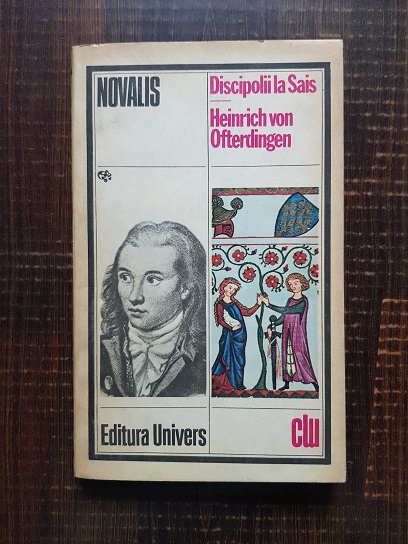 NOVALIS
Discipolii la Sais
Heinrich von
Ofterdingen
Editura Univers
clu